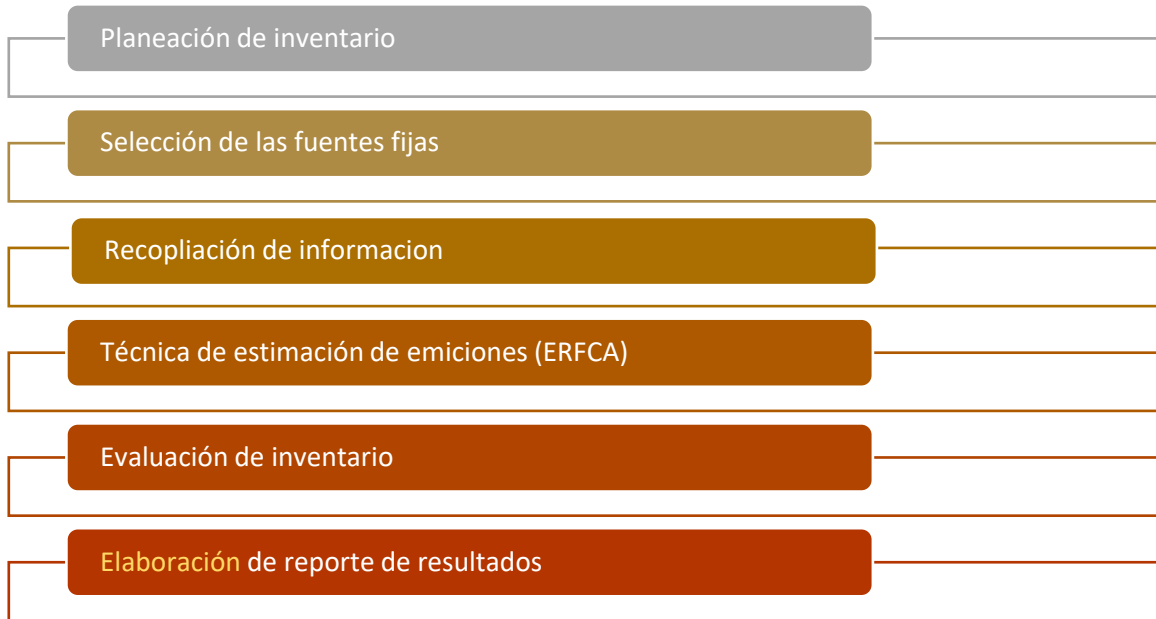 Planeación de inventario
Selección de las fuentes fijas
Recopliación de informacion
Técnica de estimación de emiciones (ERFCA)
Evaluación de inventario
Elaboración de reporte de resultados